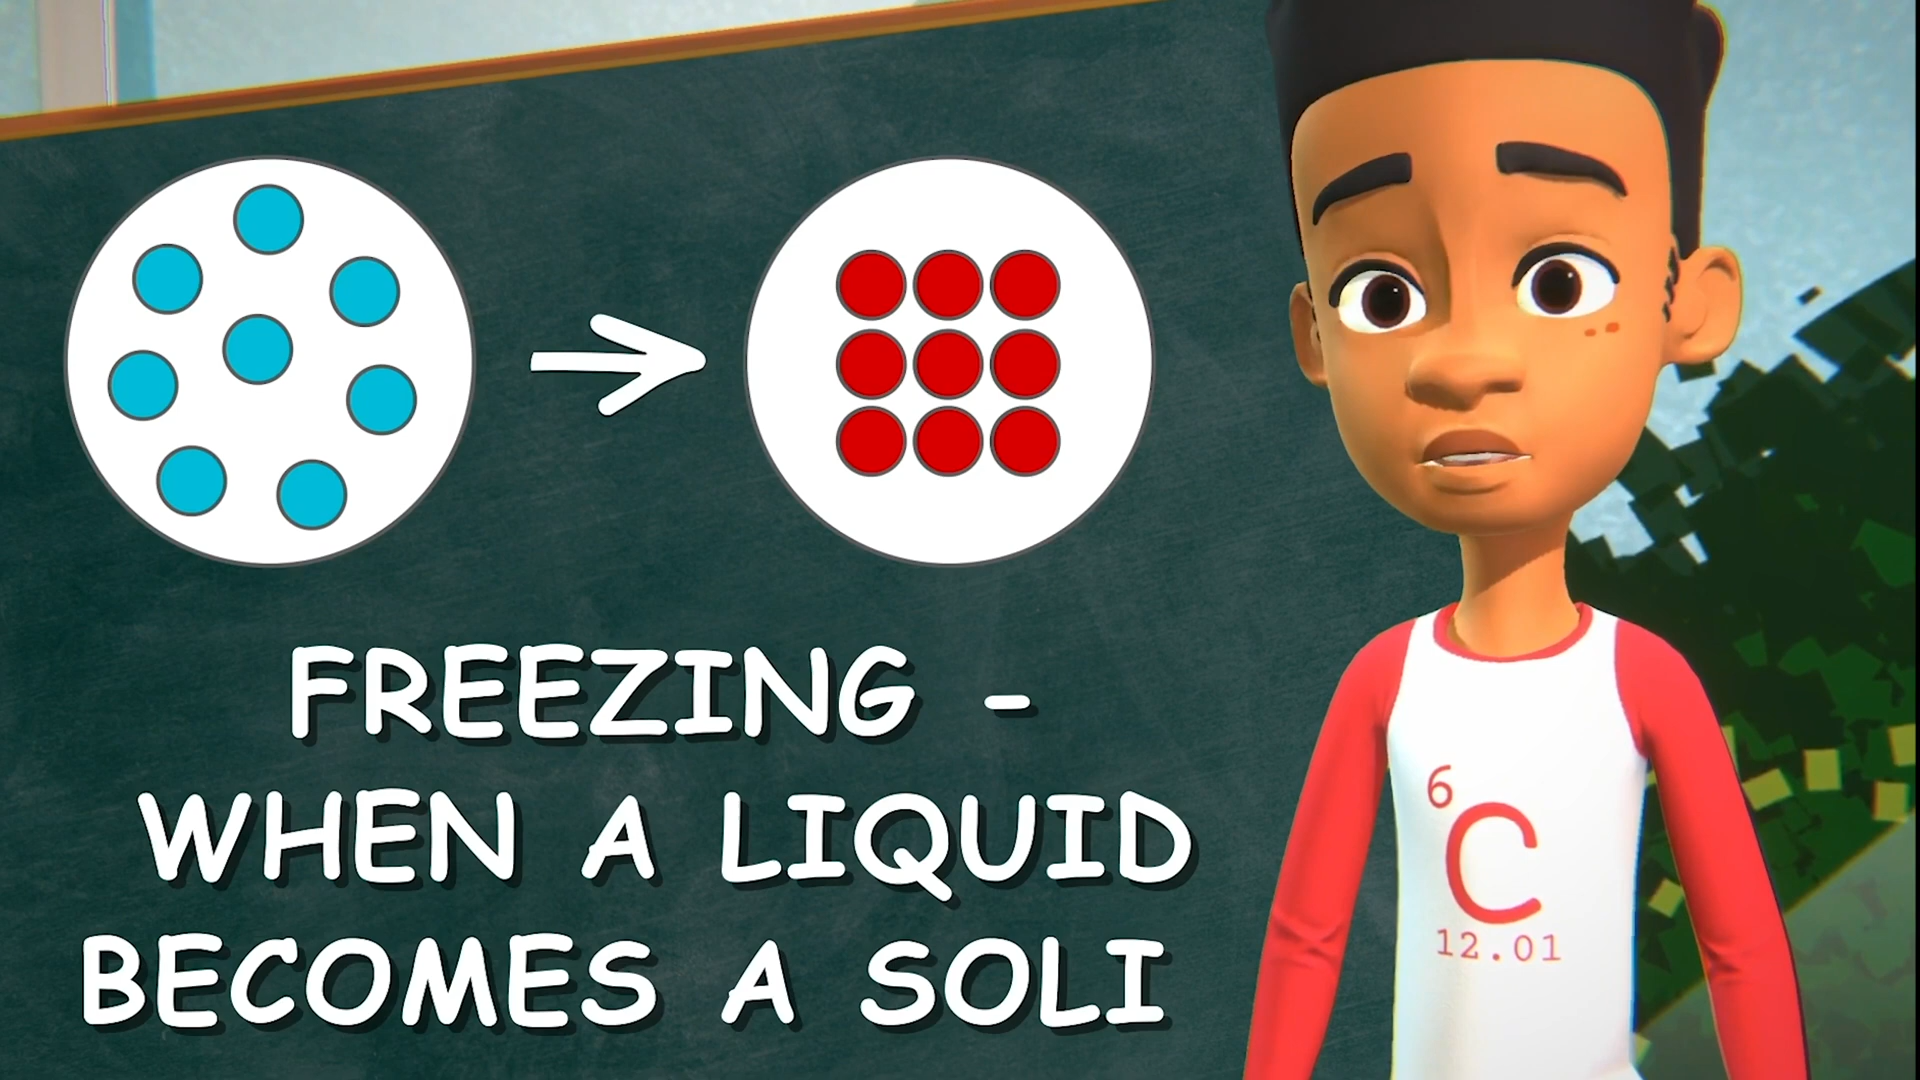 FREEZING -
WHEN A LIQUID
BECOMES A SOLI
6
C
12.01